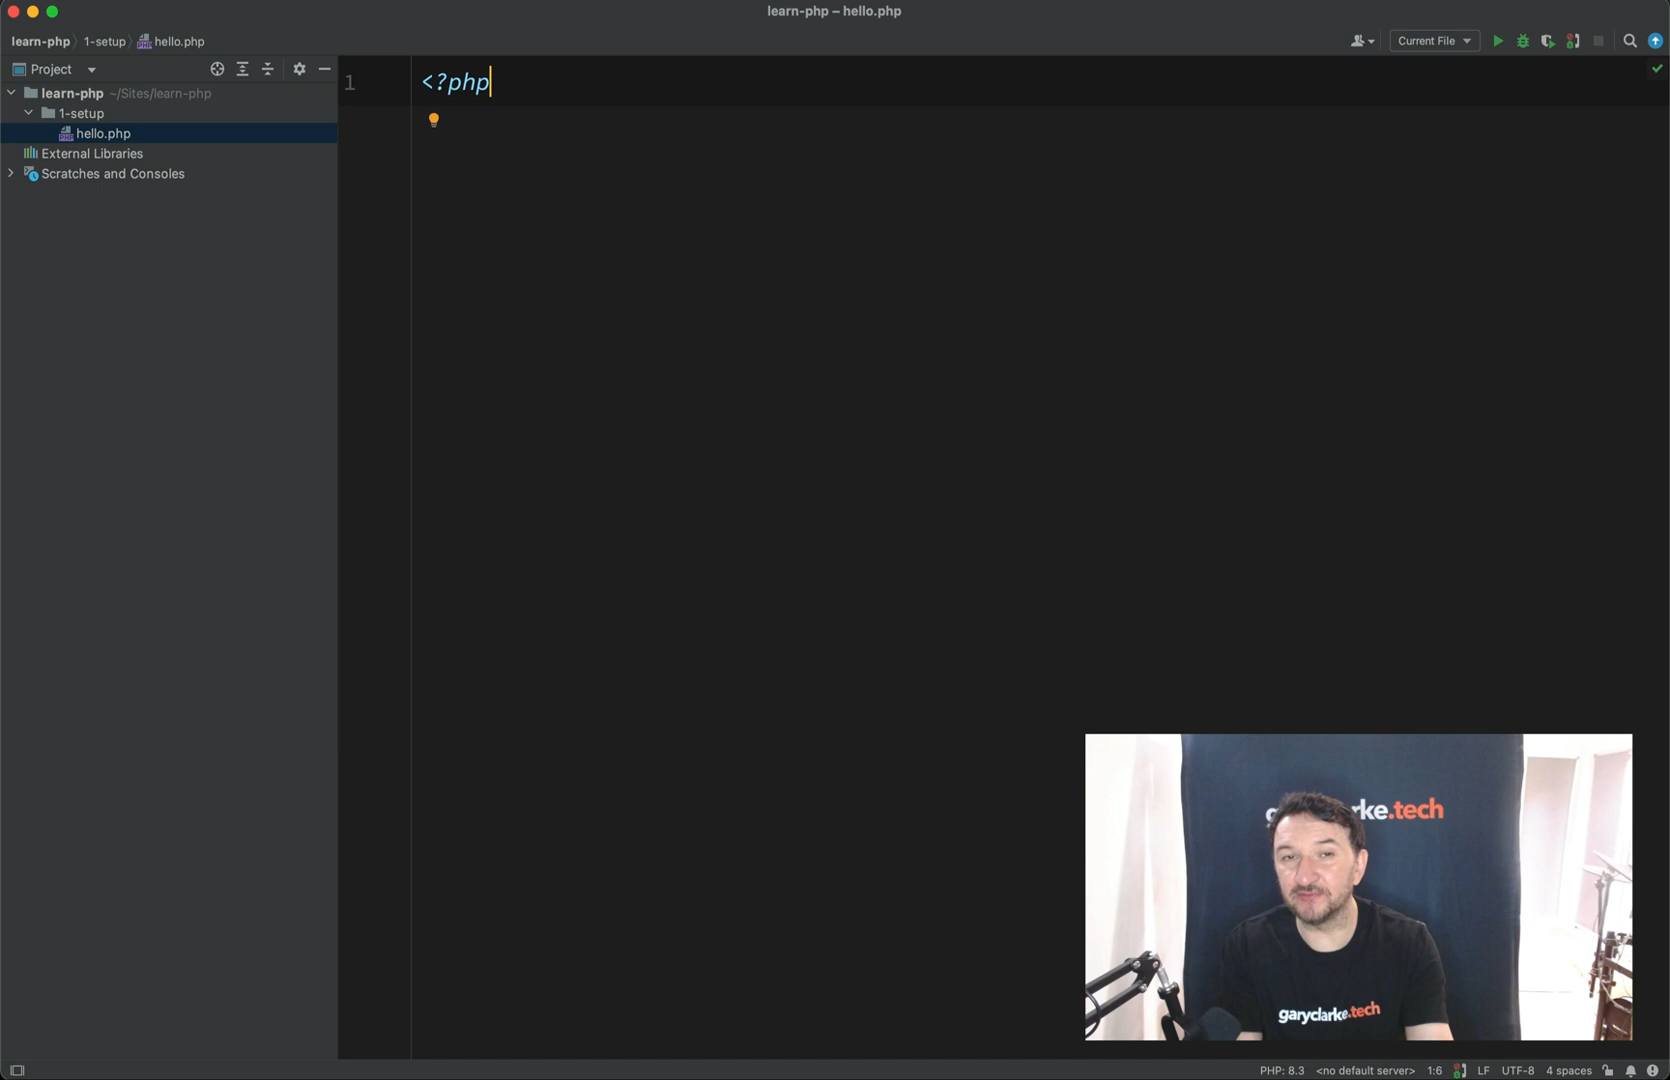 learn-php – hello.php
learn-php
1-setup
hello.php
Current File
Project
learn-php ~/Sites/learn-php
1-setup
hello.php
External Libraries
Scratches and Consoles
1
<?php
rke.tech
garyclarke.tech
PHP: 8.3
<no default server>
1:6
LF
UTF-8
4 spaces